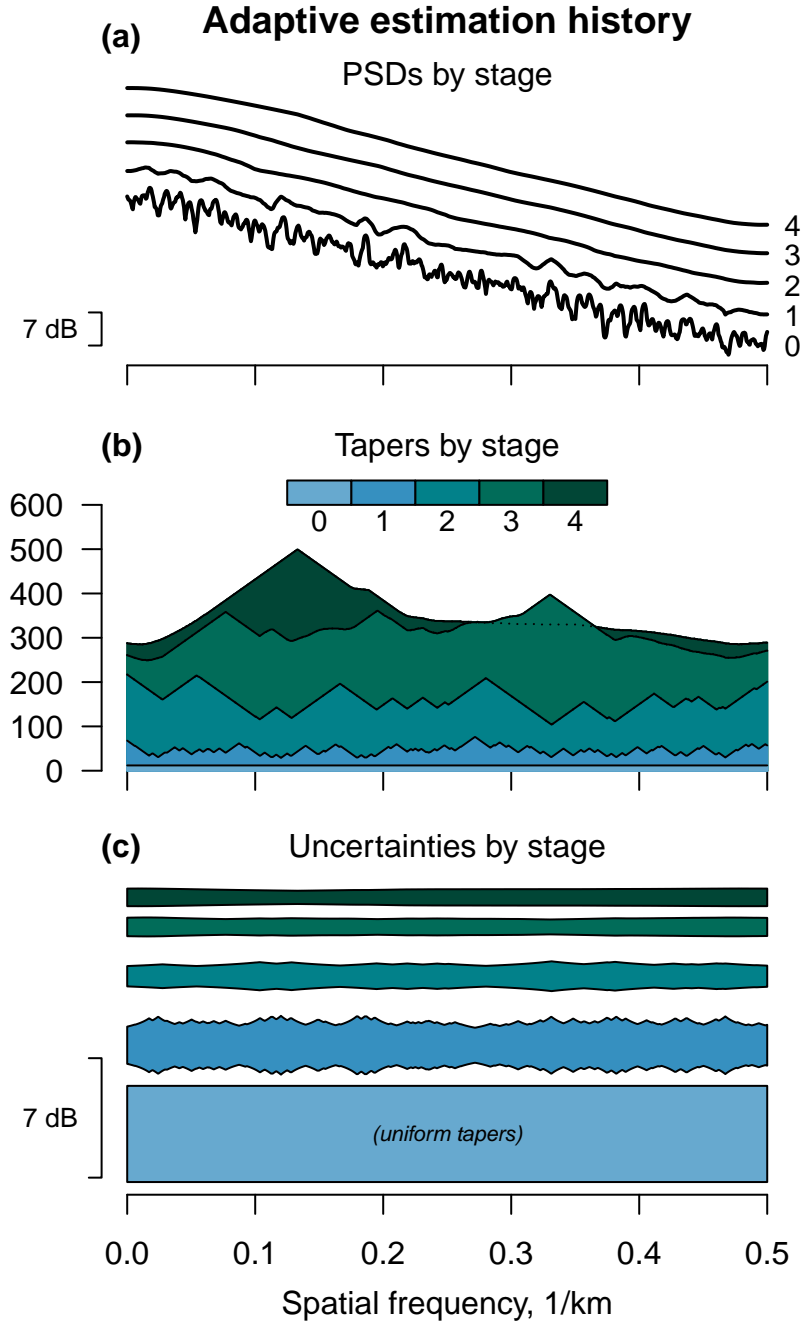 Adaptive estimation history
(a)
PSDs by stage
4
3
2
1
0
7 dB
(b)
Tapers by stage
0 1 2 3 4
600
500
400
300
200
100
0
(c)
Uncertainties by stage
7 dB
(uniform tapers)
0.0 0.1 0.2 0.3 0.4 0.5
Spatial frequency, 1/km